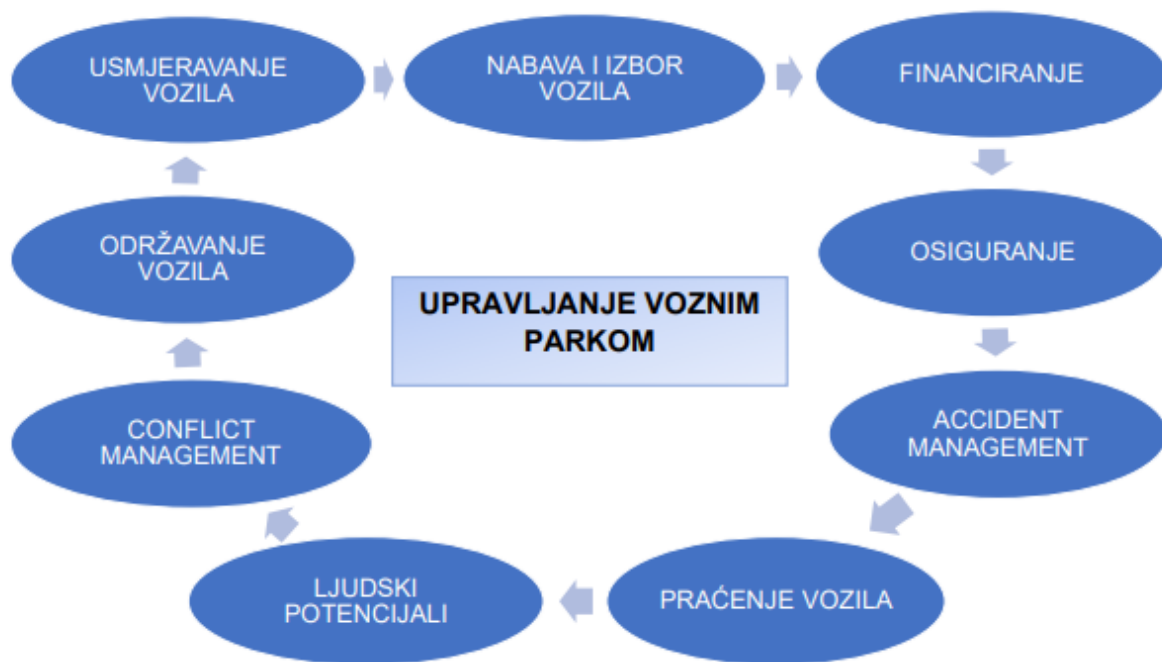 USMJERAVANJE
VOZILA
NABAVA I IZBOR
VOZILA
FINANCIRANJE
OSIGURANJE
ACCIDENT
MANAGEMENT
PRAĆENJE VOZILA
LJUDSKI
POTENCIJALI
CONFLICT
MANAGEMENT
ODRŽAVANJE
VOZILA
UPRAVLJANJE VOZNIM
PARKOM